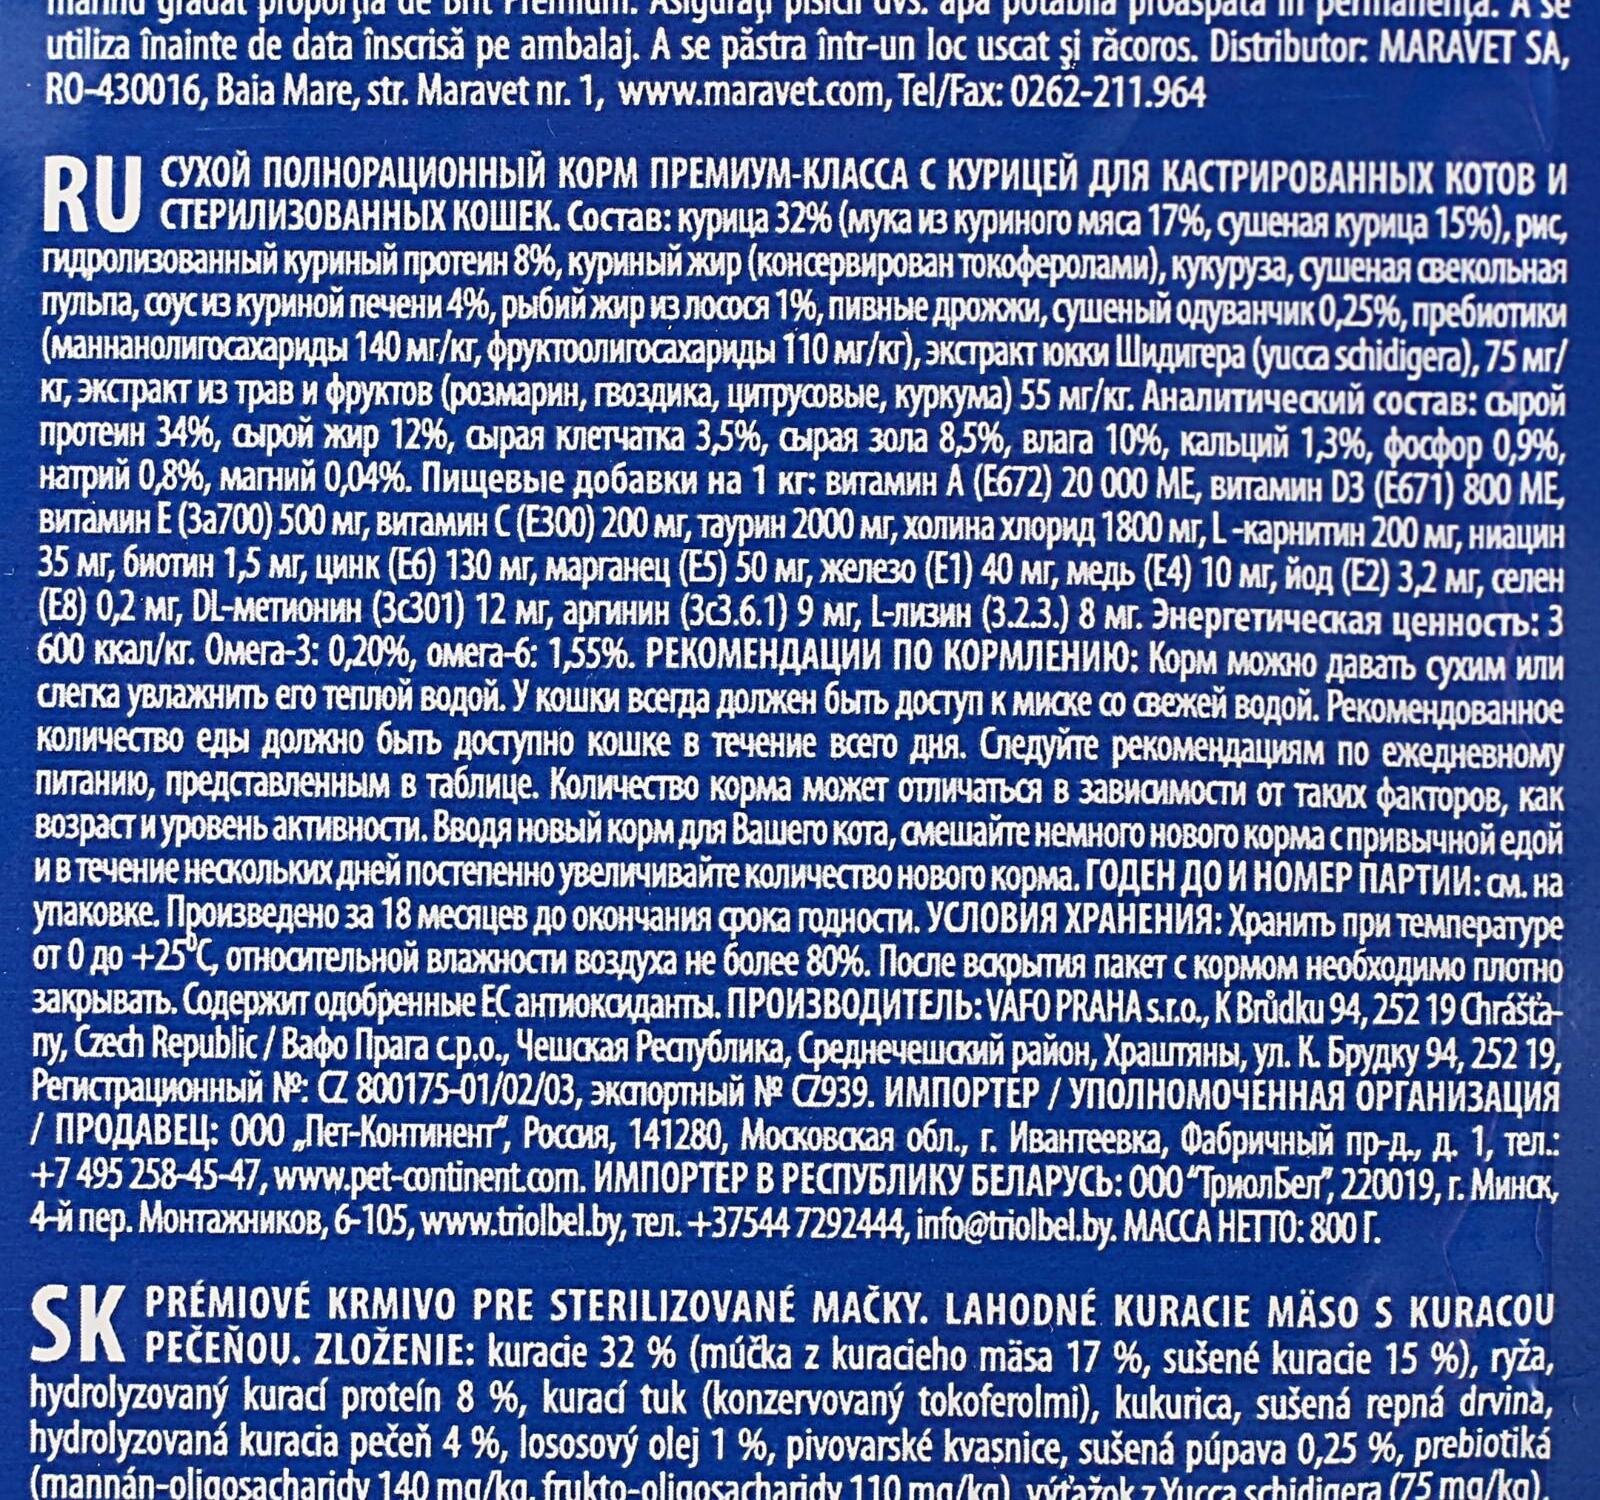 utiliza înainte de data înscrisă pe ambalaj. A se păstra într-un loc uscat și răcoros. Distributor: MARAVET SA,
RO-430016, Baia Mare, str. Maravet nr. 1, www.maravet.com, Tel/Fax: 0262-211.964
RU СУХОЙ ПОЛНОРАЦИОННЫЙ КОРМ ПРЕМИУМ-КЛАССА С КУРИЦЕЙ ДЛЯ КАСТРИРОВАННЫХ КОТОВ И
СТЕРИЛИЗОВАННЫХ КОШЕК. Состав: курица 32% (мука из куриного мяса 17%, сушеная курица 15%), рис,
гидролизованный куриный протеин 8%, куриный жир (консервирован токоферолами), кукуруза, сушеная свекольная
пульпа, соус из куриной печени 4%, рыбий жир из лосося 1%, пивные дрожжи, сушеный одуванчик 0,25%, пребиотики
(маннанолигосахариды 140 мг/кг, фруктоолигосахариды 110 мг/кг), экстракт юкки Шидигера (yucca schidigera), 75 мг/
кг, экстракт из трав и фруктов (розмарин, гвоздика, цитрусовые, куркума) 55 мг/кг. Аналитический состав: сырой
протеин 34%, сырой жир 12%, сырая клетчатка 3,5%, сырая зола 8,5%, влага 10%, кальций 1,3%, фосфор 0,9%,
натрий 0,8%, магний 0,04%. Пищевые добавки на 1 кг: витамин А (Е672) 20 000 МЕ, витамин D3 (Е671) 800 МЕ,
витамин Е (3а700) 500 мг, витамин С (Е300) 200 мг, таурин 2000 мг, холина хлорид 1800 мг, L -карнитин 200 мг, ниацин
35 мг, биотин 1,5 мг, цинк (Е6) 130 мг, марганец (Е5) 50 мг, железо (Е1) 40 мг, медь (Е4) 10 мг, йод (Е2) 3,2 мг, селен
(Е8) 0,2 мг, DL-метионин (3с301) 12 мг, аргинин (3с3.6.1) 9 мг, L-лизин (3.2.3.) 8 мг. Энергетическая ценность: 3
600 ккал/кг. Омега-3: 0,20%, омега-6: 1,55%. РЕКОМЕНДАЦИИ ПО КОРМЛЕНИЮ: Корм можно давать сухим или
слегка увлажнить его теплой водой. У кошки всегда должен быть доступ к миске со свежей водой. Рекомендованное
количество еды должно быть доступно кошке в течение всего дня. Следуйте рекомендациям по ежедневному
питанию, представленным в таблице. Количество корма может отличаться в зависимости от таких факторов, как
возраст и уровень активности. Вводя новый корм для Вашего кота, смешайте немного нового корма с привычной едой
и в течение нескольких дней постепенно увеличивайте количество нового корма. ГОДЕН ДО И НОМЕР ПАРТИИ: см. на
упаковке. Произведено за 18 месяцев до окончания срока годности. УСЛОВИЯ ХРАНЕНИЯ: Хранить при температуре
от 0 до +25⁰С, относительной влажности воздуха не более 80%. После вскрытия пакет с кормом необходимо плотно
закрывать. Содержит одобренные ЕС антиоксиданты. ПРОИЗВОДИТЕЛЬ: VAFO PRAHA s.r.o., K Brůdku 94, 252 19 Chrášťa-
ny, Czech Republic / Вафо Прага с.р.о., Чешская Республика, Среднечешский район, Храштяны, ул. К. Брудку 94, 252 19,
Регистрационный №: CZ 800175-01/02/03, экспортный № CZ939. ИМПОРТЕР / УПОЛНОМОЧЕННАЯ ОРГАНИЗАЦИЯ
/ ПРОДАВЕЦ: ООО „Пет-Континент", Россия, 141280, Московская обл., г. Ивантеевка, Фабричный пр-д., д. 1, тел.:
+7 495 258-45-47, www.pet-continent.com. ИМПОРТЕР В РЕСПУБЛИКУ БЕЛАРУСЬ: ООО "ТриолБел", 220019, г. Минск,
4-й пер. Монтажников, 6-105, www.triolbel.by, тел. +37544 7292444, info@triolbel.by. МАССА НЕТТО: 800 Г.
SK PRÉMIOVÉ KRMIVO PRE STERILIZOVANÉ MAČKY. LAHODNÉ KURACIE MÄSO S KURACOU
PEČEŇOU. ZLOŽENIE: kuracie 32 % (múčka z kuracieho mäsa 17 %, sušené kuracie 15 %), ryža,
hydrolyzovaný kurací proteín 8 %, kurací tuk (konzervovaný tokoferolmi), kukurica, sušená repná drvina,
hydrolyzovaná kuracia pečeň 4 %, lososový olej 1 %, pivovarské kvasnice, sušená púpava 0,25 %, prebiotiká
(mannán-oligosacharidy 140 mg/kg, frukto-oligosacharidy 110 mg/kg), výťažok z Yucca schidigera (75 mg/kg),